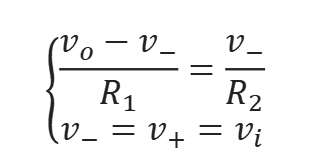 { (v_o − v_−) / R_1 = v_− / R_2
v_− = v_+ = v_i